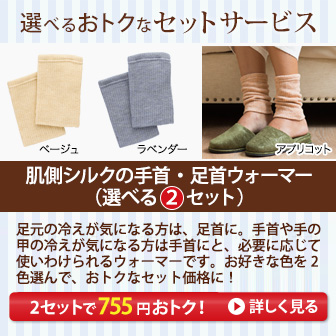 選べるおトクなセットサービス
ベージュ
ラベンダー
アプリコット
肌側シルクの手首・足首ウォーマー
（選べる2セット）
足元の冷えが気になる方は、足首に。手首や手の
甲の冷えが気になる方は手首にと、必要に応じて
使いわけられるウォーマーです。お好きな色を2
色選んで、おトクなセット価格に！
2セットで755円おトク！
詳しく見る